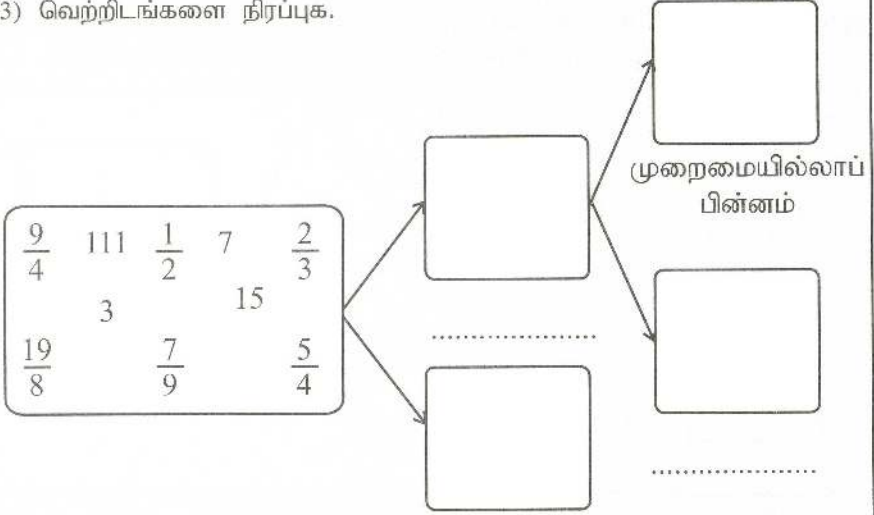 3) வெற்றிடங்களை நிரப்புக.
முறைமையில்லாப்
பின்னம்
9/4 111 1/2 7 2/3
3 15
19/8 7/9 5/4
....................
....................